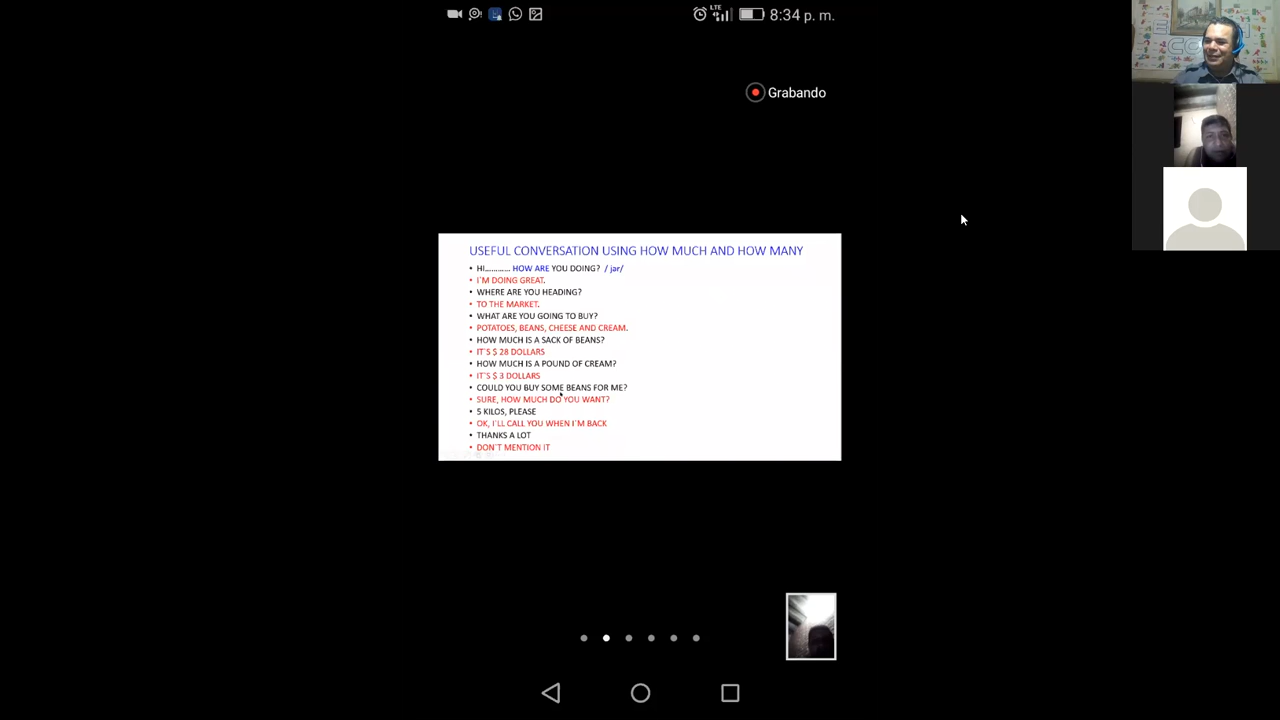 LTE
8:34 p. m.
Grabando
USEFUL CONVERSATION USING HOW MUCH AND HOW MANY
• HI........... HOW ARE YOU DOING? / jar/
• I´M DOING GREAT.
• WHERE ARE YOU HEADING?
• TO THE MARKET.
• WHAT ARE YOU GOING TO BUY?
• POTATOES, BEANS, CHEESE AND CREAM.
• HOW MUCH IS A SACK OF BEANS?
• IT´S $ 28 DOLLARS
• HOW MUCH IS A POUND OF CREAM?
• IT´S $ 3 DOLLARS
• COULD YOU BUY SOME BEANS FOR ME?
• SURE, HOW MUCH DO YOU WANT?
• 5 KILOS, PLEASE
• OK, I´LL CALL YOU WHEN I´M BACK
• THANKS A LOT
• DON´T MENTION IT